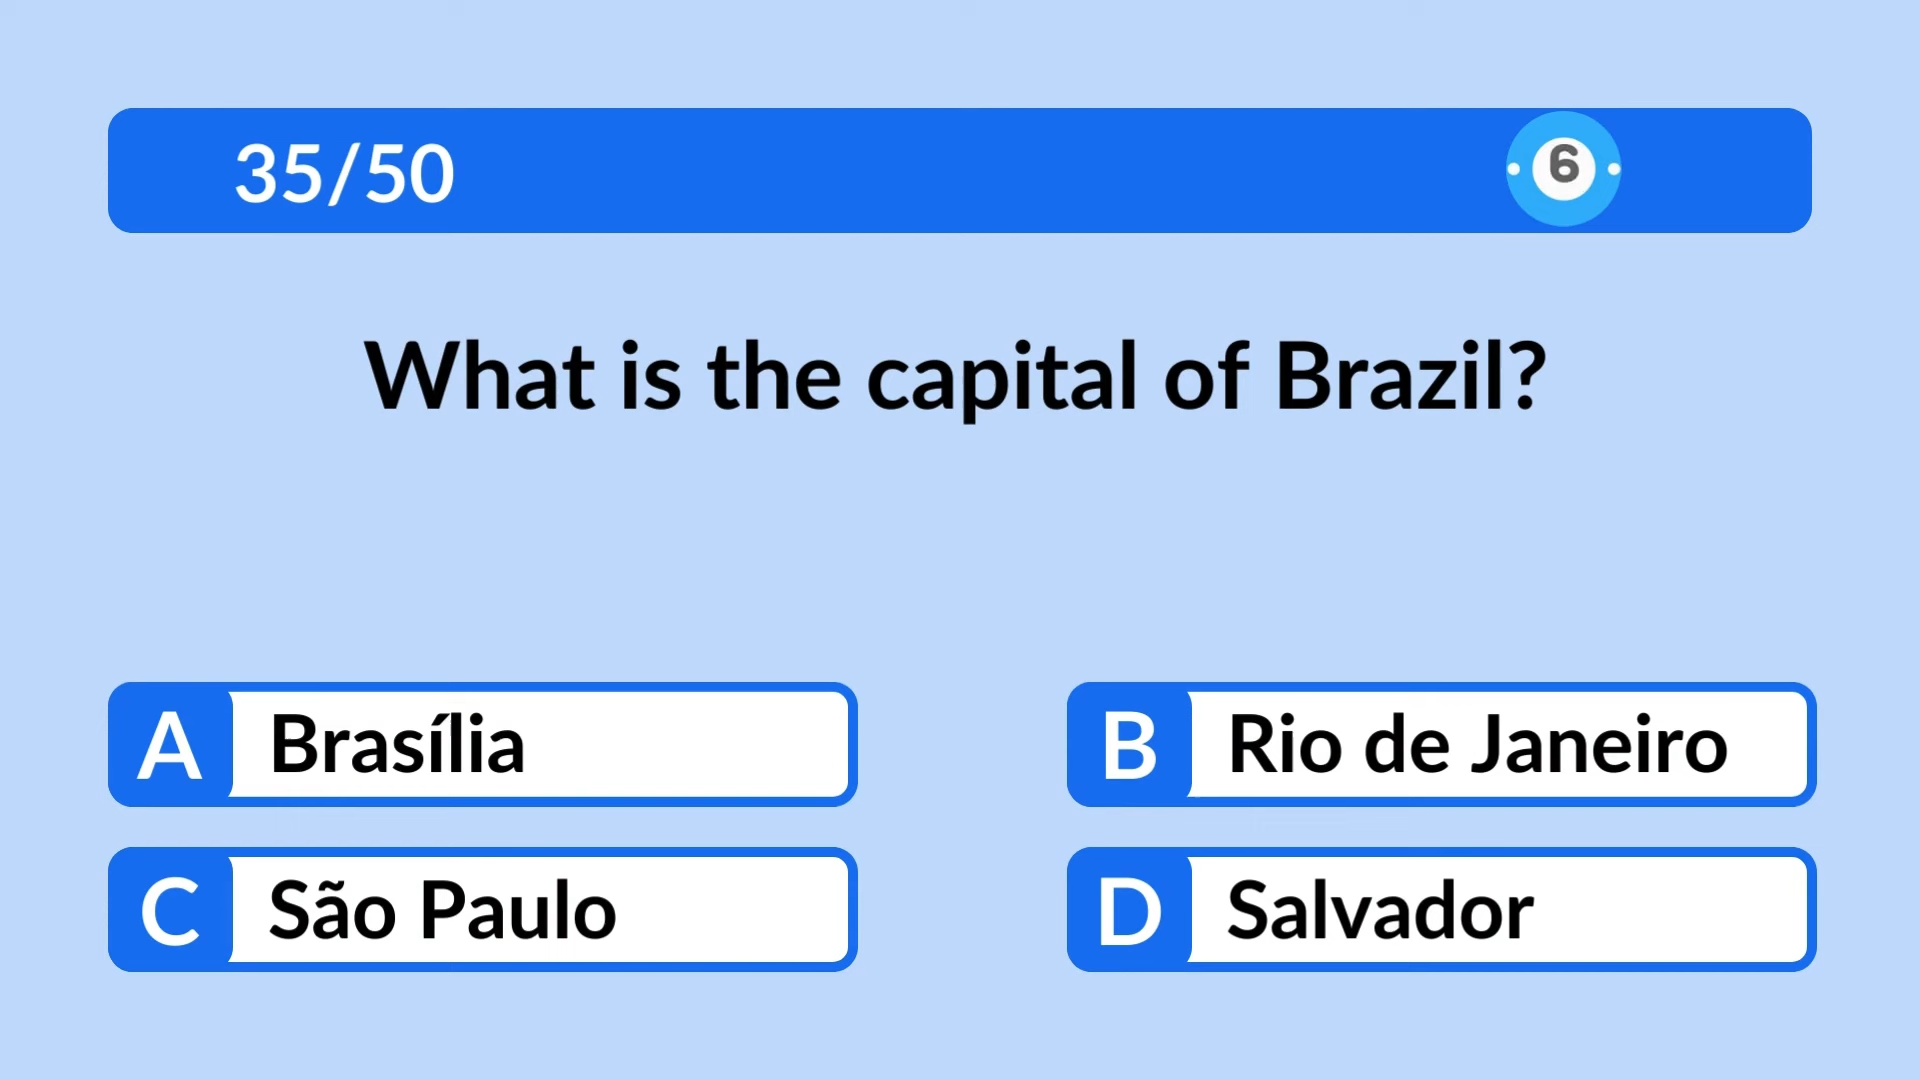 35/50
6
What is the capital of Brazil?
A Brasília
B Rio de Janeiro
C São Paulo
D Salvador